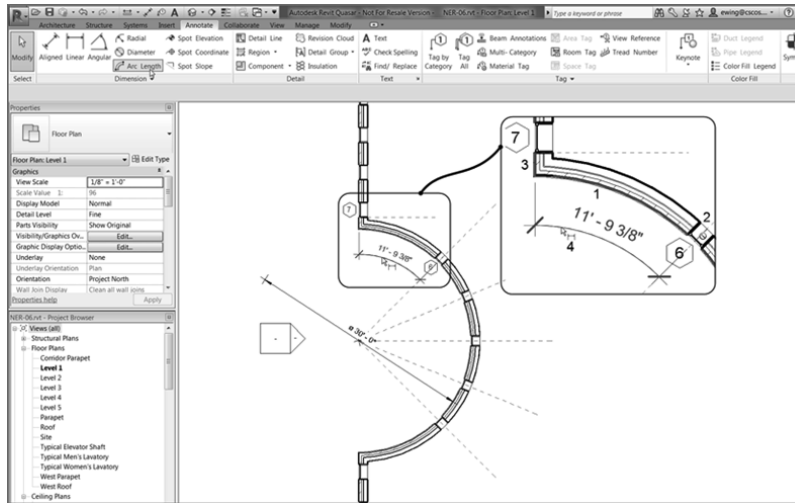 Autodesk Revit Quasar - Not For Resale Version - NER-06.rvt - Floor Plan: Level 1
Type a keyword or phrase
ewing@cscos...
Architecture Structure Systems Insert Annotate Analyze Massing & Site Collaborate View Manage Modify
Modify
Aligned Linear Angular
Radial
Diameter
Arc Length
Spot Elevation
Spot Coordinate
Spot Slope
Detail Line
Region
Component
Revision Cloud
Detail Group
Insulation
A Text
Check Spelling
Find/ Replace
Tag by Category
Tag All
Beam Annotations
Multi- Category
Material Tag
Area Tag
Room Tag
Space Tag
View Reference
Tread Number
Keynote
Duct Legend
Pipe Legend
Color Fill Legend
Select
Dimension
Detail
Text
Tag
Color Fill
Properties
Floor Plan
Floor Plan: Level 1
Edit Type
Graphics
View Scale 1/8" = 1'-0"
Scale Value 1: 96
Display Model Normal
Detail Level Fine
Parts Visibility Show Original
Visibility/Graphics Ov... Edit...
Graphic Display Optio... Edit...
Underlay None
Underlay Orientation Plan
Orientation Project North
Wall Join Display Clean all wall joins
Properties help
Apply
NER-06.rvt - Project Browser
Views (all)
Structural Plans
Floor Plans
Corridor Parapet
Level 1
Level 2
Level 3
Level 4
Level 5
Parapet
Roof
Site
Typical Elevator Shaft
Typical Men's Lavatory
Typical Women's Lavatory
West Parapet
West Roof
Ceiling Plans
7
11' - 9 3/8"
6
ø 30' - 0"
7
3
1
2
11' - 9 3/8"
4
6